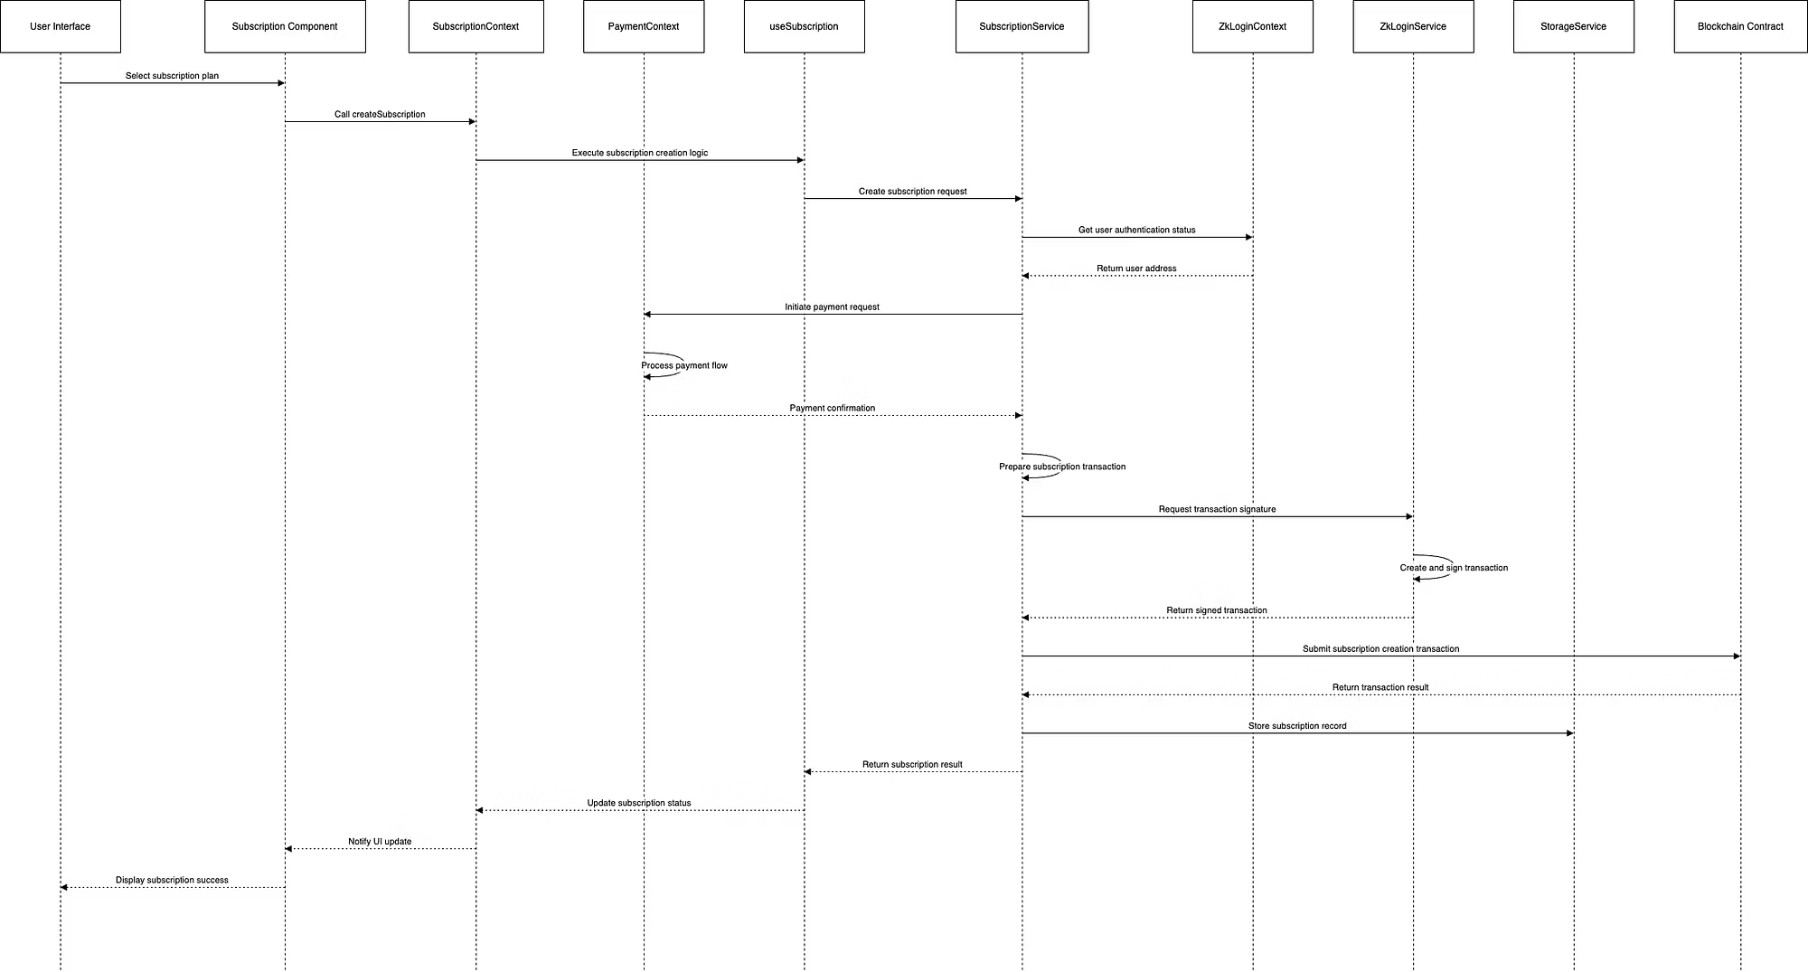 User Interface
Subscription Component
SubscriptionContext
PaymentContext
useSubscription
SubscriptionService
ZkLoginContext
ZkLoginService
StorageService
Blockchain Contract
Select subscription plan
Call createSubscription
Execute subscription creation logic
Create subscription request
Get user authentication status
Return user address
Initiate payment request
Process payment flow
Payment confirmation
Prepare subscription transaction
Request transaction signature
Create and sign transaction
Return signed transaction
Submit subscription creation transaction
Return transaction result
Store subscription record
Return subscription result
Update subscription status
Notify UI update
Display subscription success